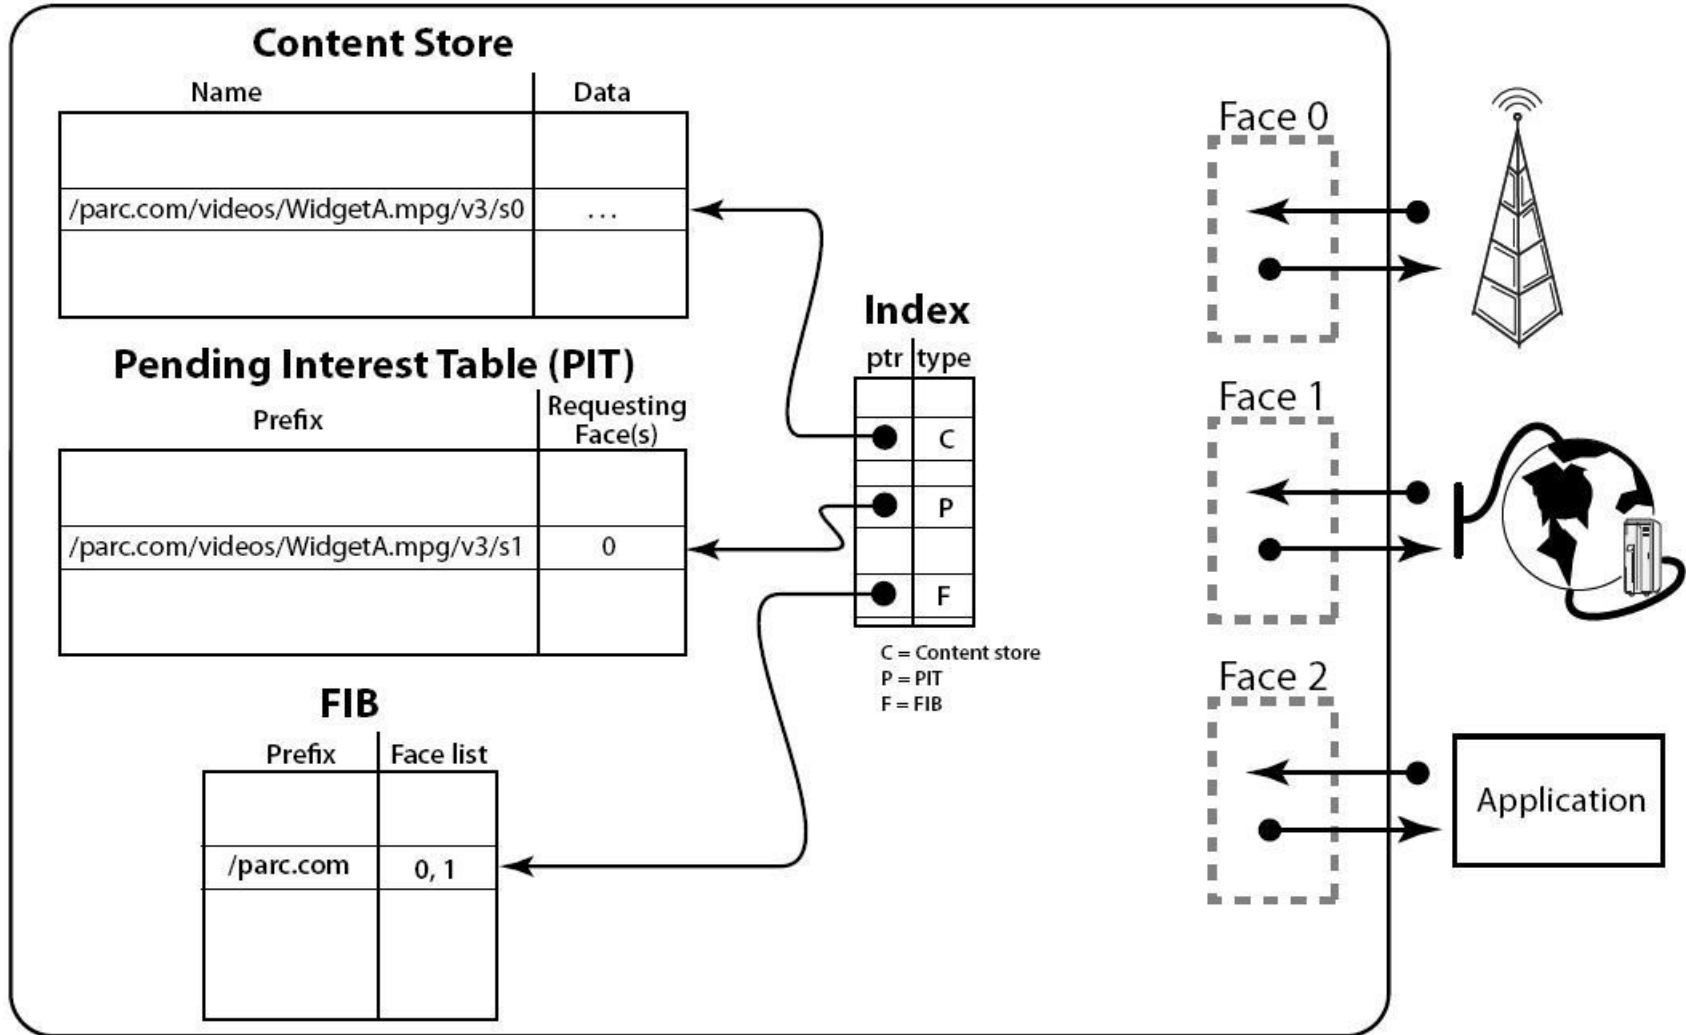 Content Store
Name Data
/parc.com/videos/WidgetA.mpg/v3/s0 ...
Pending Interest Table (PIT)
Prefix Requesting
Face(s)
/parc.com/videos/WidgetA.mpg/v3/s1 0
FIB
Prefix Face list
/parc.com 0, 1
Index
ptr type
C
P
F
C = Content store
P = PIT
F = FIB
Face 0
Face 1
Face 2
Application